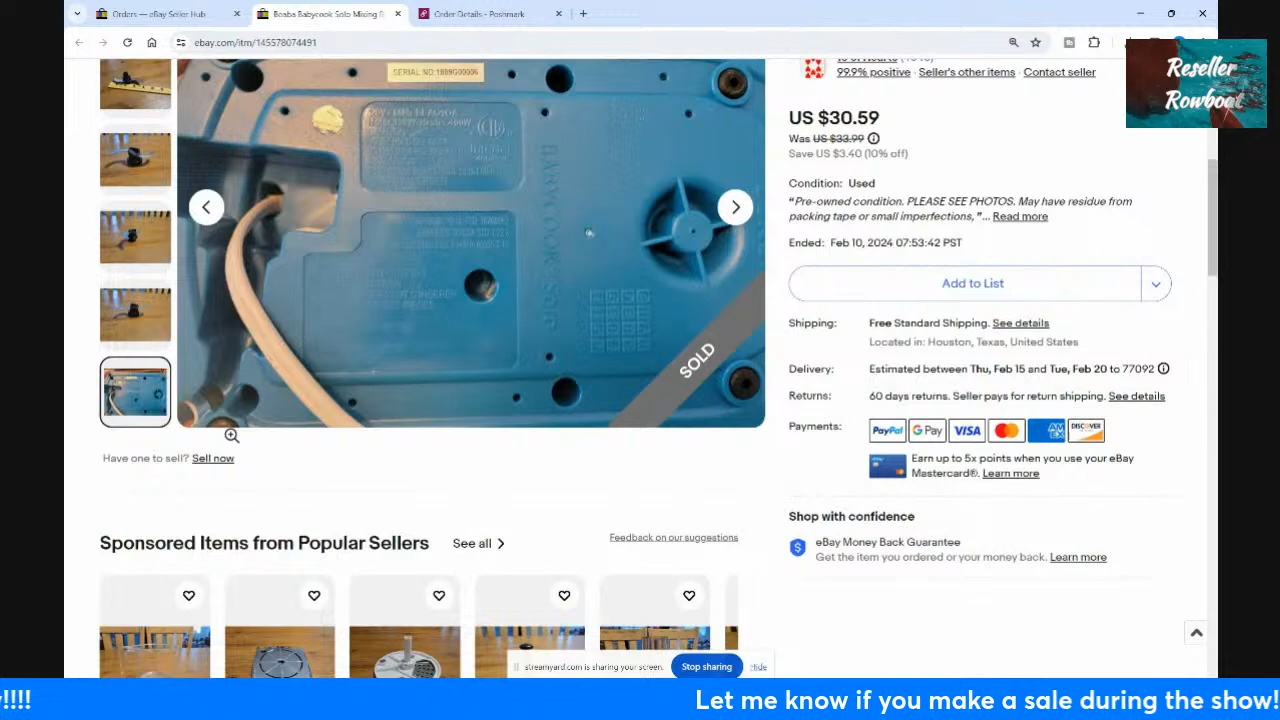 Orders — eBay Seller Hub
Beaba Babycook Solo Mixing B
Order Details - Poshmark
ebay.com/itm/145578074491
Reseller
Rowboat
99.9% positive · Seller's other items · Contact seller
SERIAL NO:1809G00006
US $30.59
Was US $33.99
Save US $3.40 (10% off)
Condition: Used
“Pre-owned condition. PLEASE SEE PHOTOS. May have residue from
packing tape or small imperfections, ”... Read more
Ended: Feb 10, 2024 07:53:42 PST
Add to List
Shipping: Free Standard Shipping. See details
Located in: Houston, Texas, United States
SOLD
Delivery: Estimated between Thu, Feb 15 and Tue, Feb 20 to 77092
Returns: 60 days returns. Seller pays for return shipping. See details
Payments: PayPal G Pay VISA AM EX DISCOVER
Have one to sell? Sell now
Earn up to 5x points when you use your eBay
Mastercard®. Learn more
Shop with confidence
eBay Money Back Guarantee
Get the item you ordered or your money back. Learn more
Sponsored Items from Popular Sellers See all
Feedback on our suggestions
streamyard.com is sharing your screen. Stop sharing Hide
!!!! Let me know if you make a sale during the show!